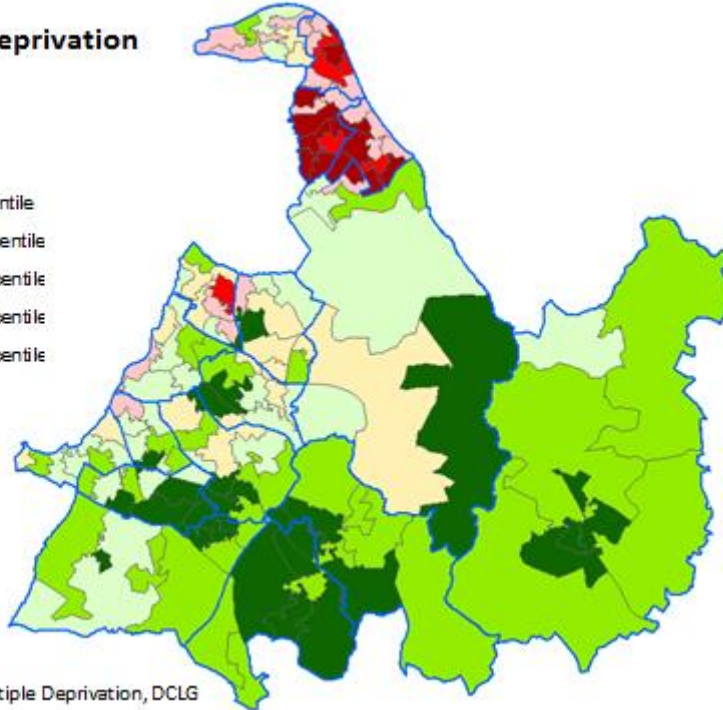 eprivation
ntile
entile
entile
entile
entile
tiple Deprivation, DCLG